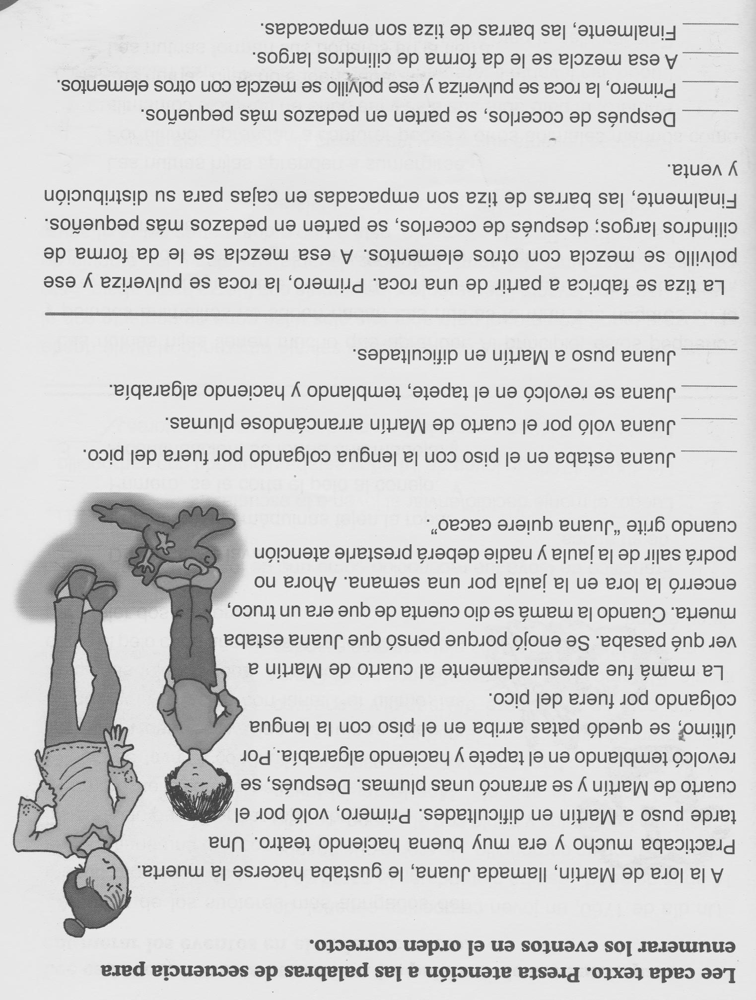 Lee cada texto. Presta atención a las palabras de secuencia para
enumerar los eventos en el orden correcto.
A la lora de Martín, llamada Juana, le gustaba hacerse la muerta.
Practicaba mucho y era muy buena haciendo teatro. Una
tarde puso a Martín en dificultades. Primero, voló por el
cuarto de Martín y se arrancó unas plumas. Después, se
revolcó temblando en el tapete y haciendo algarabía. Por
último, se quedó patas arriba en el piso con la lengua
colgando por fuera del pico.
La mamá fue apresuradamente al cuarto de Martín a
ver qué pasaba. Se enojó porque pensó que Juana estaba
muerta. Cuando la mamá se dio cuenta de que era un truco,
encerró la lora en la jaula por una semana. Ahora no
podrá salir de la jaula y nadie deberá prestarle atención
cuando grite “Juana quiere cacao”.
______ Juana estaba en el piso con la lengua colgando por fuera del pico.
______ Juana voló por el cuarto de Martín arrancándose plumas.
______ Juana se revolcó en el tapete, temblando y haciendo algarabía.
______ Juana puso a Martín en dificultades.
La tiza se fabrica a partir de una roca. Primero, la roca se pulveriza y ese
polvillo se mezcla con otros elementos. A esa mezcla se le da forma de
cilindros largos; después de cocerlos, se parten en pedazos más pequeños.
Finalmente, las barras de tiza son empacadas en cajas para su distribución
y venta.
______ Después de cocerlos, se parten en pedazos más pequeños.
______ Primero, la roca se pulveriza y ese polvillo se mezcla con otros elementos.
______ A esa mezcla se le da forma de cilindros largos.
______ Finalmente, las barras de tiza son empacadas.